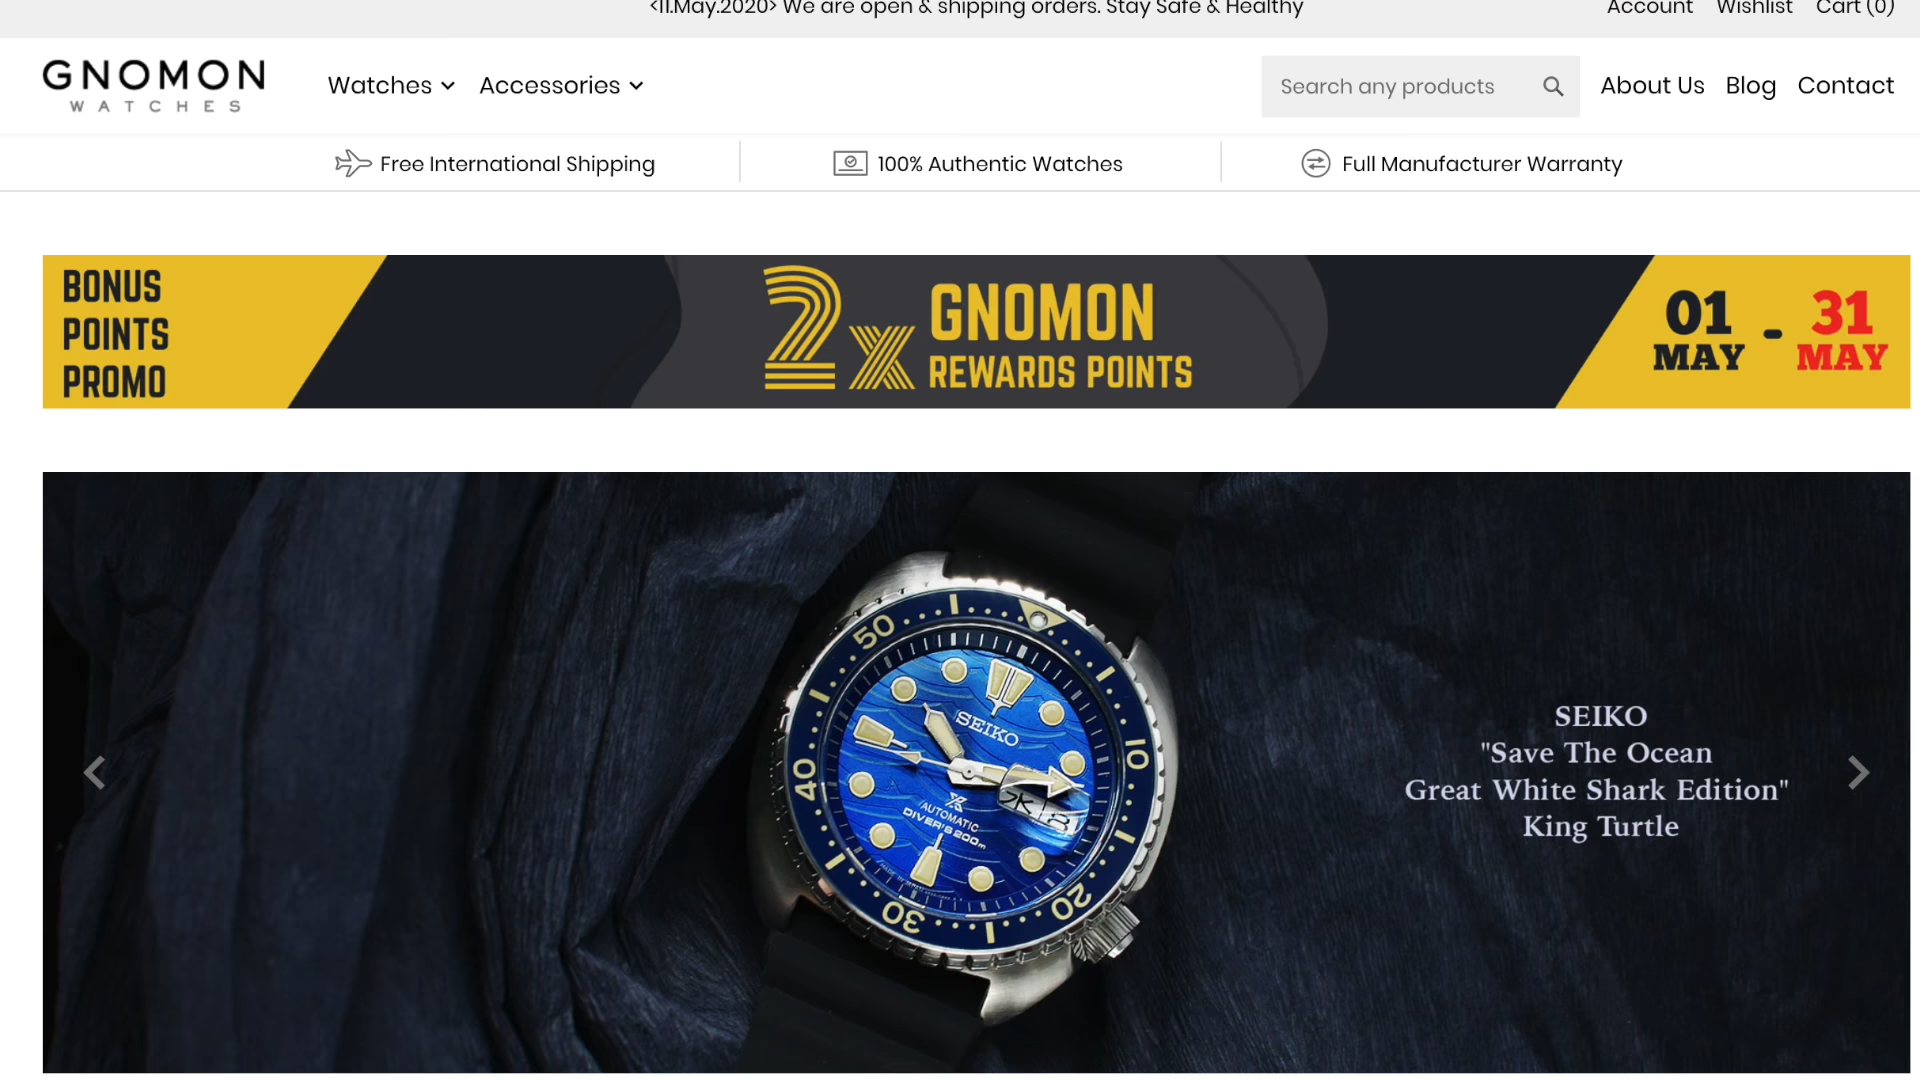 <11.May.2020> We are open & shipping orders. Stay Safe & Healthy
Account Wishlist Cart (0)
GNOMON
WATCHES
Watches Accessories
Search any products
About Us Blog Contact
Free International Shipping
100% Authentic Watches
Full Manufacturer Warranty
BONUS
POINTS
PROMO
2x GNOMON
REWARDS POINTS
01 MAY - 31 MAY
SEIKO
AUTOMATIC
DIVER'S 200m
50
10
20
30
40
SEIKO
"Save The Ocean
Great White Shark Edition"
King Turtle